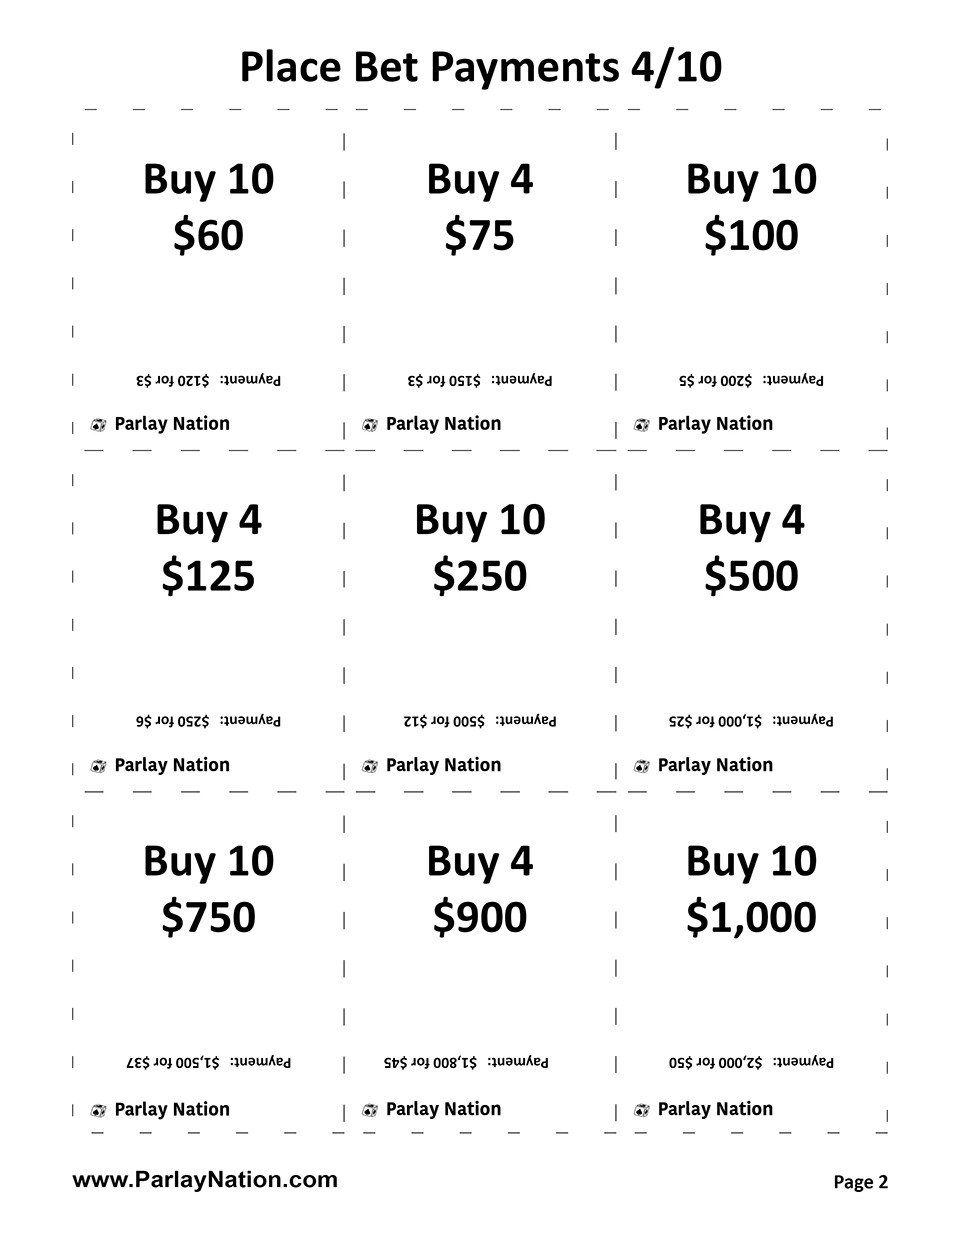 Place Bet Payments 4/10
Buy 10
$60
Payment: $120 for $3
Parlay Nation
Buy 4
$75
Payment: $150 for $3
Parlay Nation
Buy 10
$100
Payment: $200 for $5
Parlay Nation
Buy 4
$125
Payment: $250 for $6
Parlay Nation
Buy 10
$250
Payment: $500 for $12
Parlay Nation
Buy 4
$500
Payment: $1,000 for $25
Parlay Nation
Buy 10
$750
Payment: $1,500 for $37
Parlay Nation
Buy 4
$900
Payment: $1,800 for $45
Parlay Nation
Buy 10
$1,000
Payment: $2,000 for $50
Parlay Nation
www.ParlayNation.com
Page 2